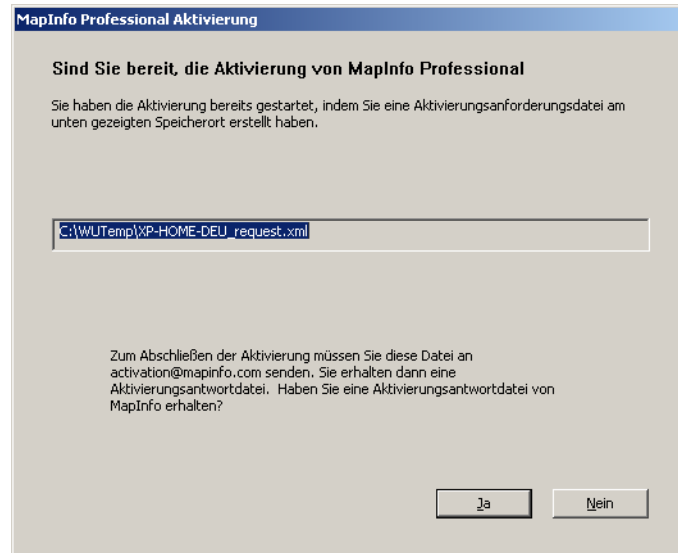 MapInfo Professional Aktivierung
Sind Sie bereit, die Aktivierung von MapInfo Professional
Sie haben die Aktivierung bereits gestartet, indem Sie eine Aktivierungsanforderungsdatei am
unten gezeigten Speicherort erstellt haben.
C:\WUTemp\XP-HOME-DEU_request.xml
Zum Abschließen der Aktivierung müssen Sie diese Datei an
activation@mapinfo.com senden. Sie erhalten dann eine
Aktivierungsantwortdatei.  Haben Sie eine Aktivierungsantwortdatei von
MapInfo erhalten?
Ja
Nein